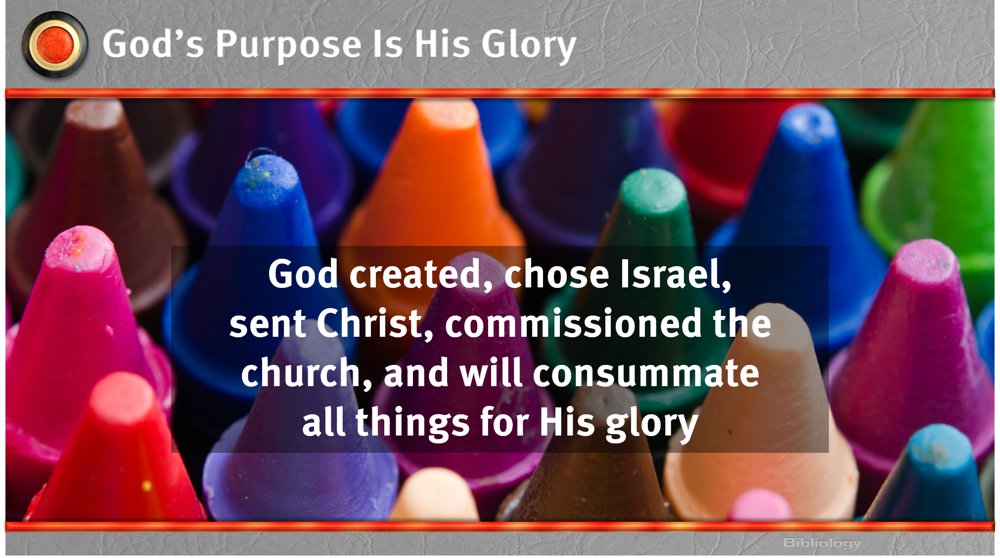 God’s Purpose Is His Glory
God created, chose Israel,
sent Christ, commissioned the
church, and will consummate
all things for His glory
Bibliology